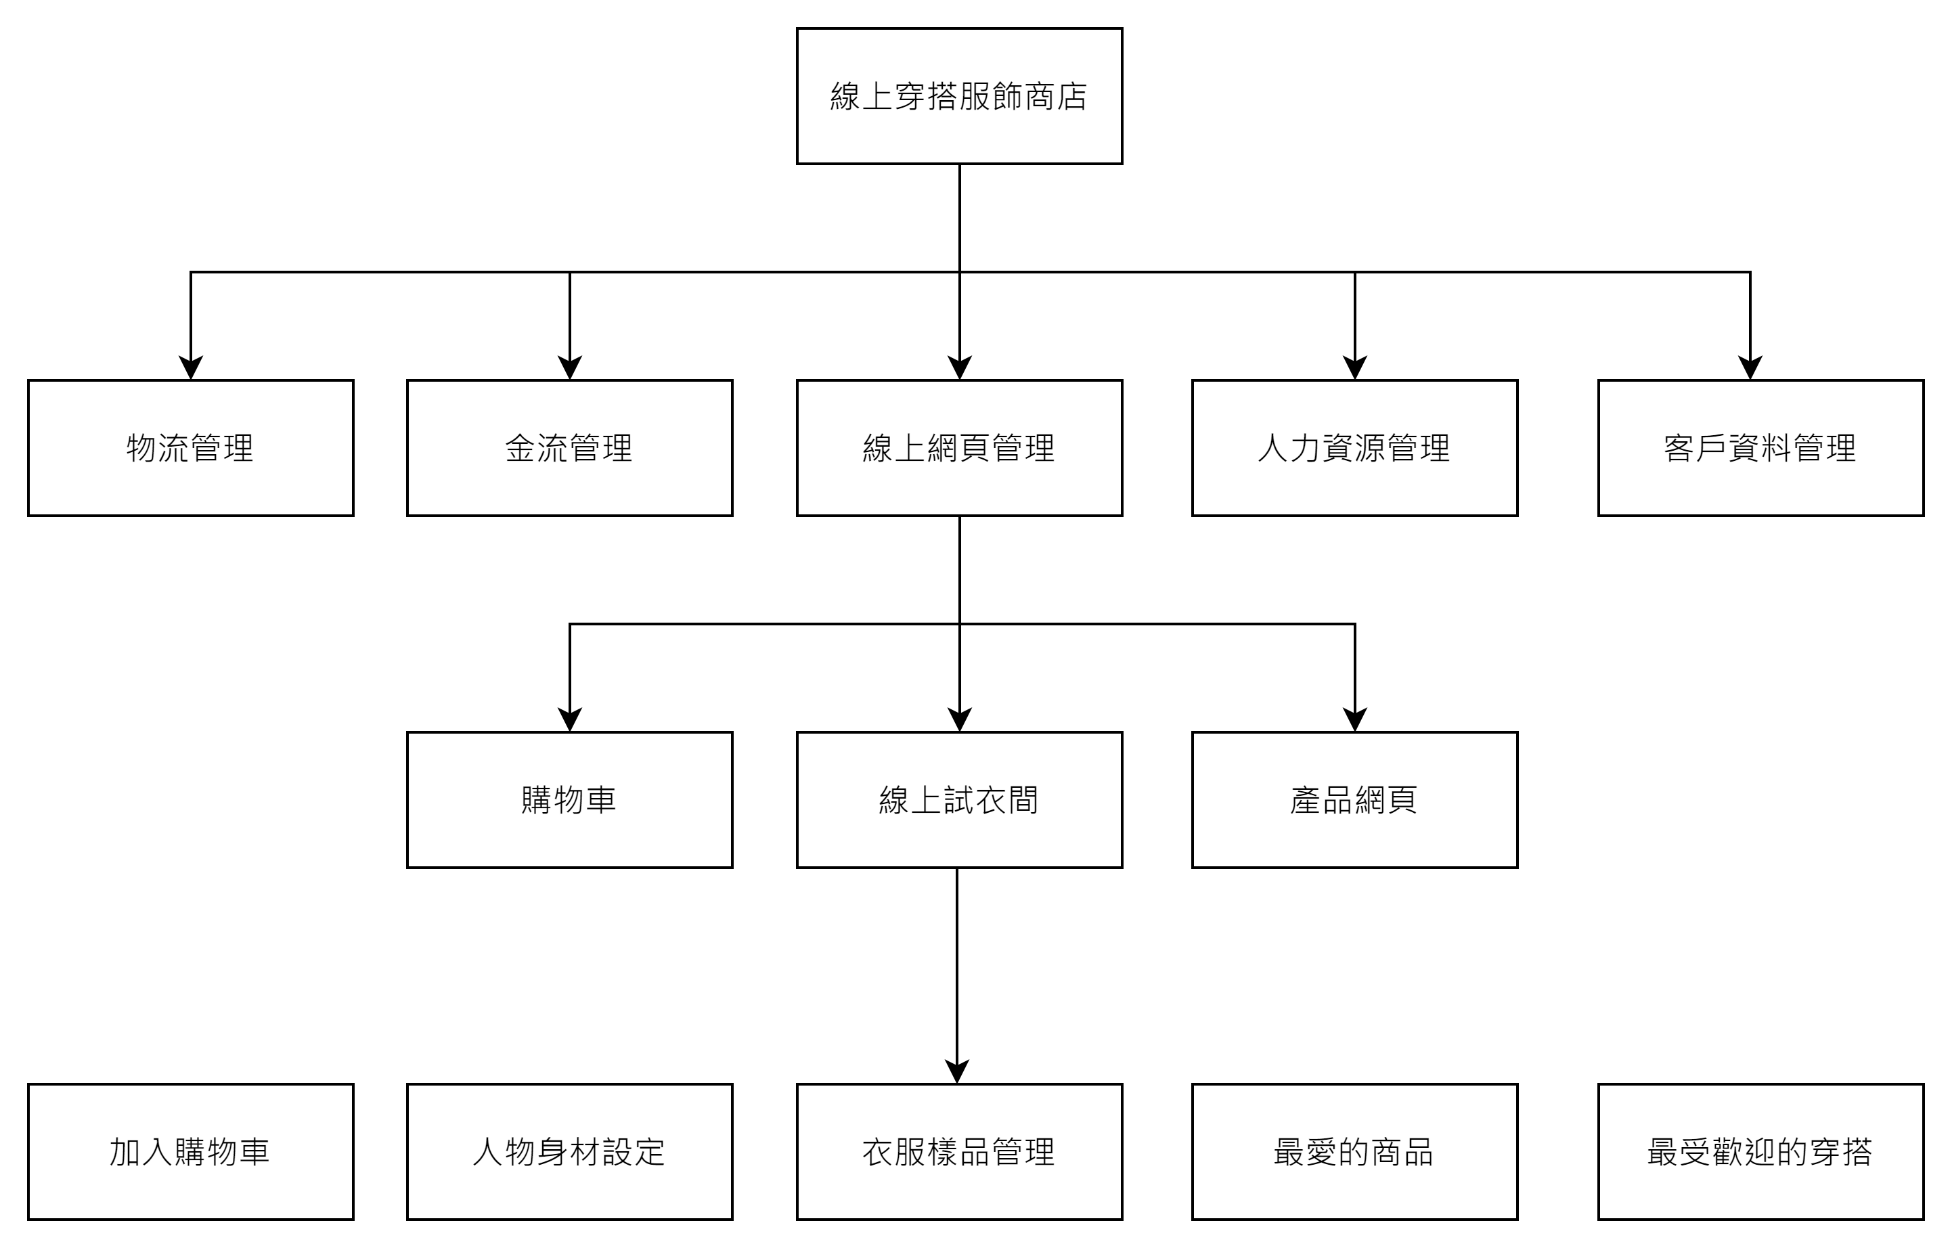 線上穿搭服飾商店
物流管理
金流管理
線上網頁管理
人力資源管理
客戶資料管理
購物車
線上試衣間
產品網頁
加入購物車
人物身材設定
衣服樣品管理
最愛的商品
最受歡迎的穿搭